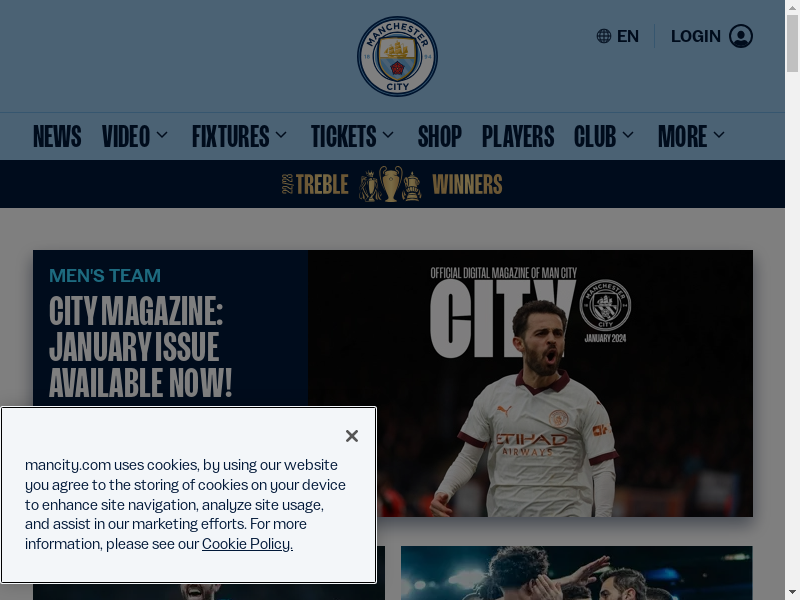 MANCHESTER
18 94
CITY
EN
LOGIN
NEWS VIDEO FIXTURES TICKETS SHOP PLAYERS CLUB MORE
22/23 TREBLE WINNERS
MEN'S TEAM
CITY MAGAZINE:
JANUARY ISSUE
AVAILABLE NOW!
OFFICIAL DIGITAL MAGAZINE OF MAN CITY
CITY
MANCHESTER
CITY
JANUARY 2024
ETIHAD
AIRWAYS
mancity.com uses cookies, by using our website
you agree to the storing of cookies on your device
to enhance site navigation, analyze site usage,
and assist in our marketing efforts. For more
information, please see our Cookie Policy.